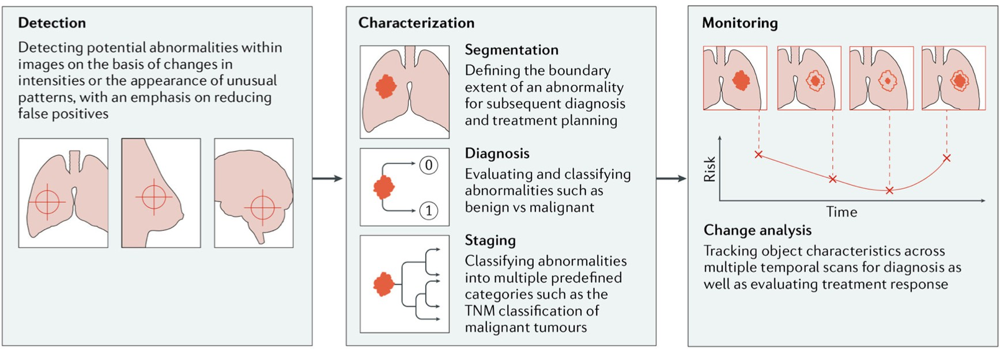 Detection
Detecting potential abnormalities within
images on the basis of changes in
intensities or the appearance of unusual
patterns, with an emphasis on reducing
false positives
Characterization
Segmentation
Defining the boundary
extent of an abnormality
for subsequent diagnosis
and treatment planning
0
1
Diagnosis
Evaluating and classifying
abnormalities such as
benign vs malignant
Staging
Classifying abnormalities
into multiple predefined
categories such as the
TNM classification of
malignant tumours
Monitoring
Risk
Time
Change analysis
Tracking object characteristics across
multiple temporal scans for diagnosis as
well as evaluating treatment response